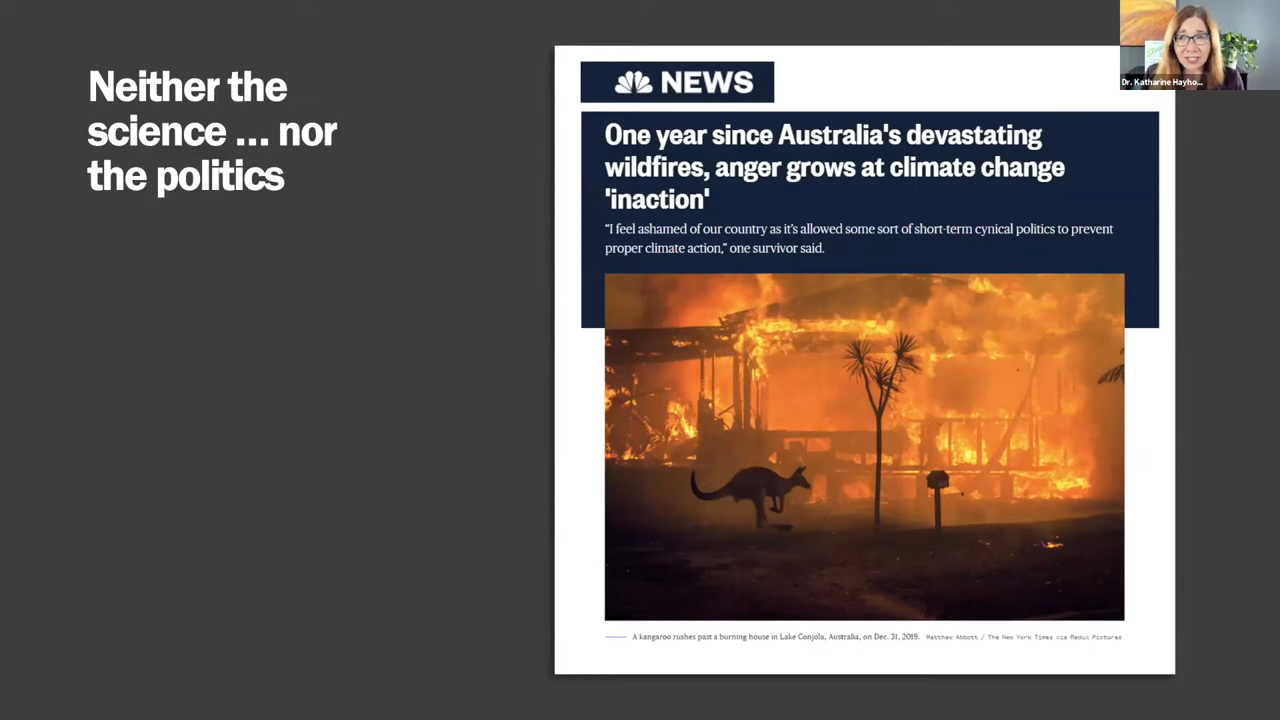 Neither the
science ... nor
the politics
NEWS
One year since Australia's devastating
wildfires, anger grows at climate change
'inaction'
“I feel ashamed of our country as it's allowed some sort of short-term cynical politics to prevent
proper climate action,” one survivor said.
A kangaroo rushes past a burning house in Lake Conjola, Australia, on Dec. 31, 2019. Matthew Abbott / The New York Times via Redux Pictures
Dr. Katharine Hayho...